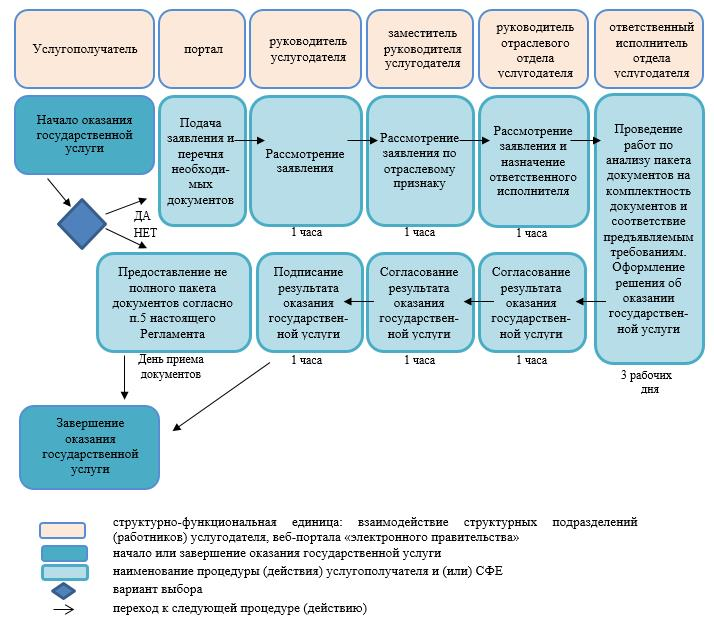 Услугополучатель
портал
руководитель
услугодателя
заместитель
руководителя
услугодателя
руководитель
отраслевого
отдела
услугодателя
ответственный
исполнитель
отдела
услугодателя
Начало оказания
государственной
услуги
Подача
заявления и
перечня
необходи-
мых
документов
Рассмотрение
заявления
Рассмотрение
заявления по
отраслевому
признаку
Рассмотрение
заявления и
назначение
ответственного
исполнителя
Проведение
работ по
анализу пакета
документов на
комплектность
документов и
соответствие
предъявляемым
требованиям.
Оформление
решения об
оказании
государствен-
ной услуги
ДА
НЕТ
1 часа
1 часа
1 часа
Предоставление не
полного пакета
документов согласно
п.5 настоящего
Регламента
Подписание
результата
оказания
государствен-
ной услуги
Согласование
результата
оказания
государствен-
ной услуги
Согласование
результата
оказания
государствен-
ной услуги
День приема
документов
1 часа
1 часа
1 часа
3 рабочих
дня
Завершение
оказания
государственной
услуги
структурно-функциональная единица: взаимодействие структурных подразделений
(работников) услугодателя, веб-портала «электронного правительства»
начало или завершение оказания государственной услуги
наименование процедуры (действия) услугополучателя и (или) СФЕ
вариант выбора
переход к следующей процедуре (действию)